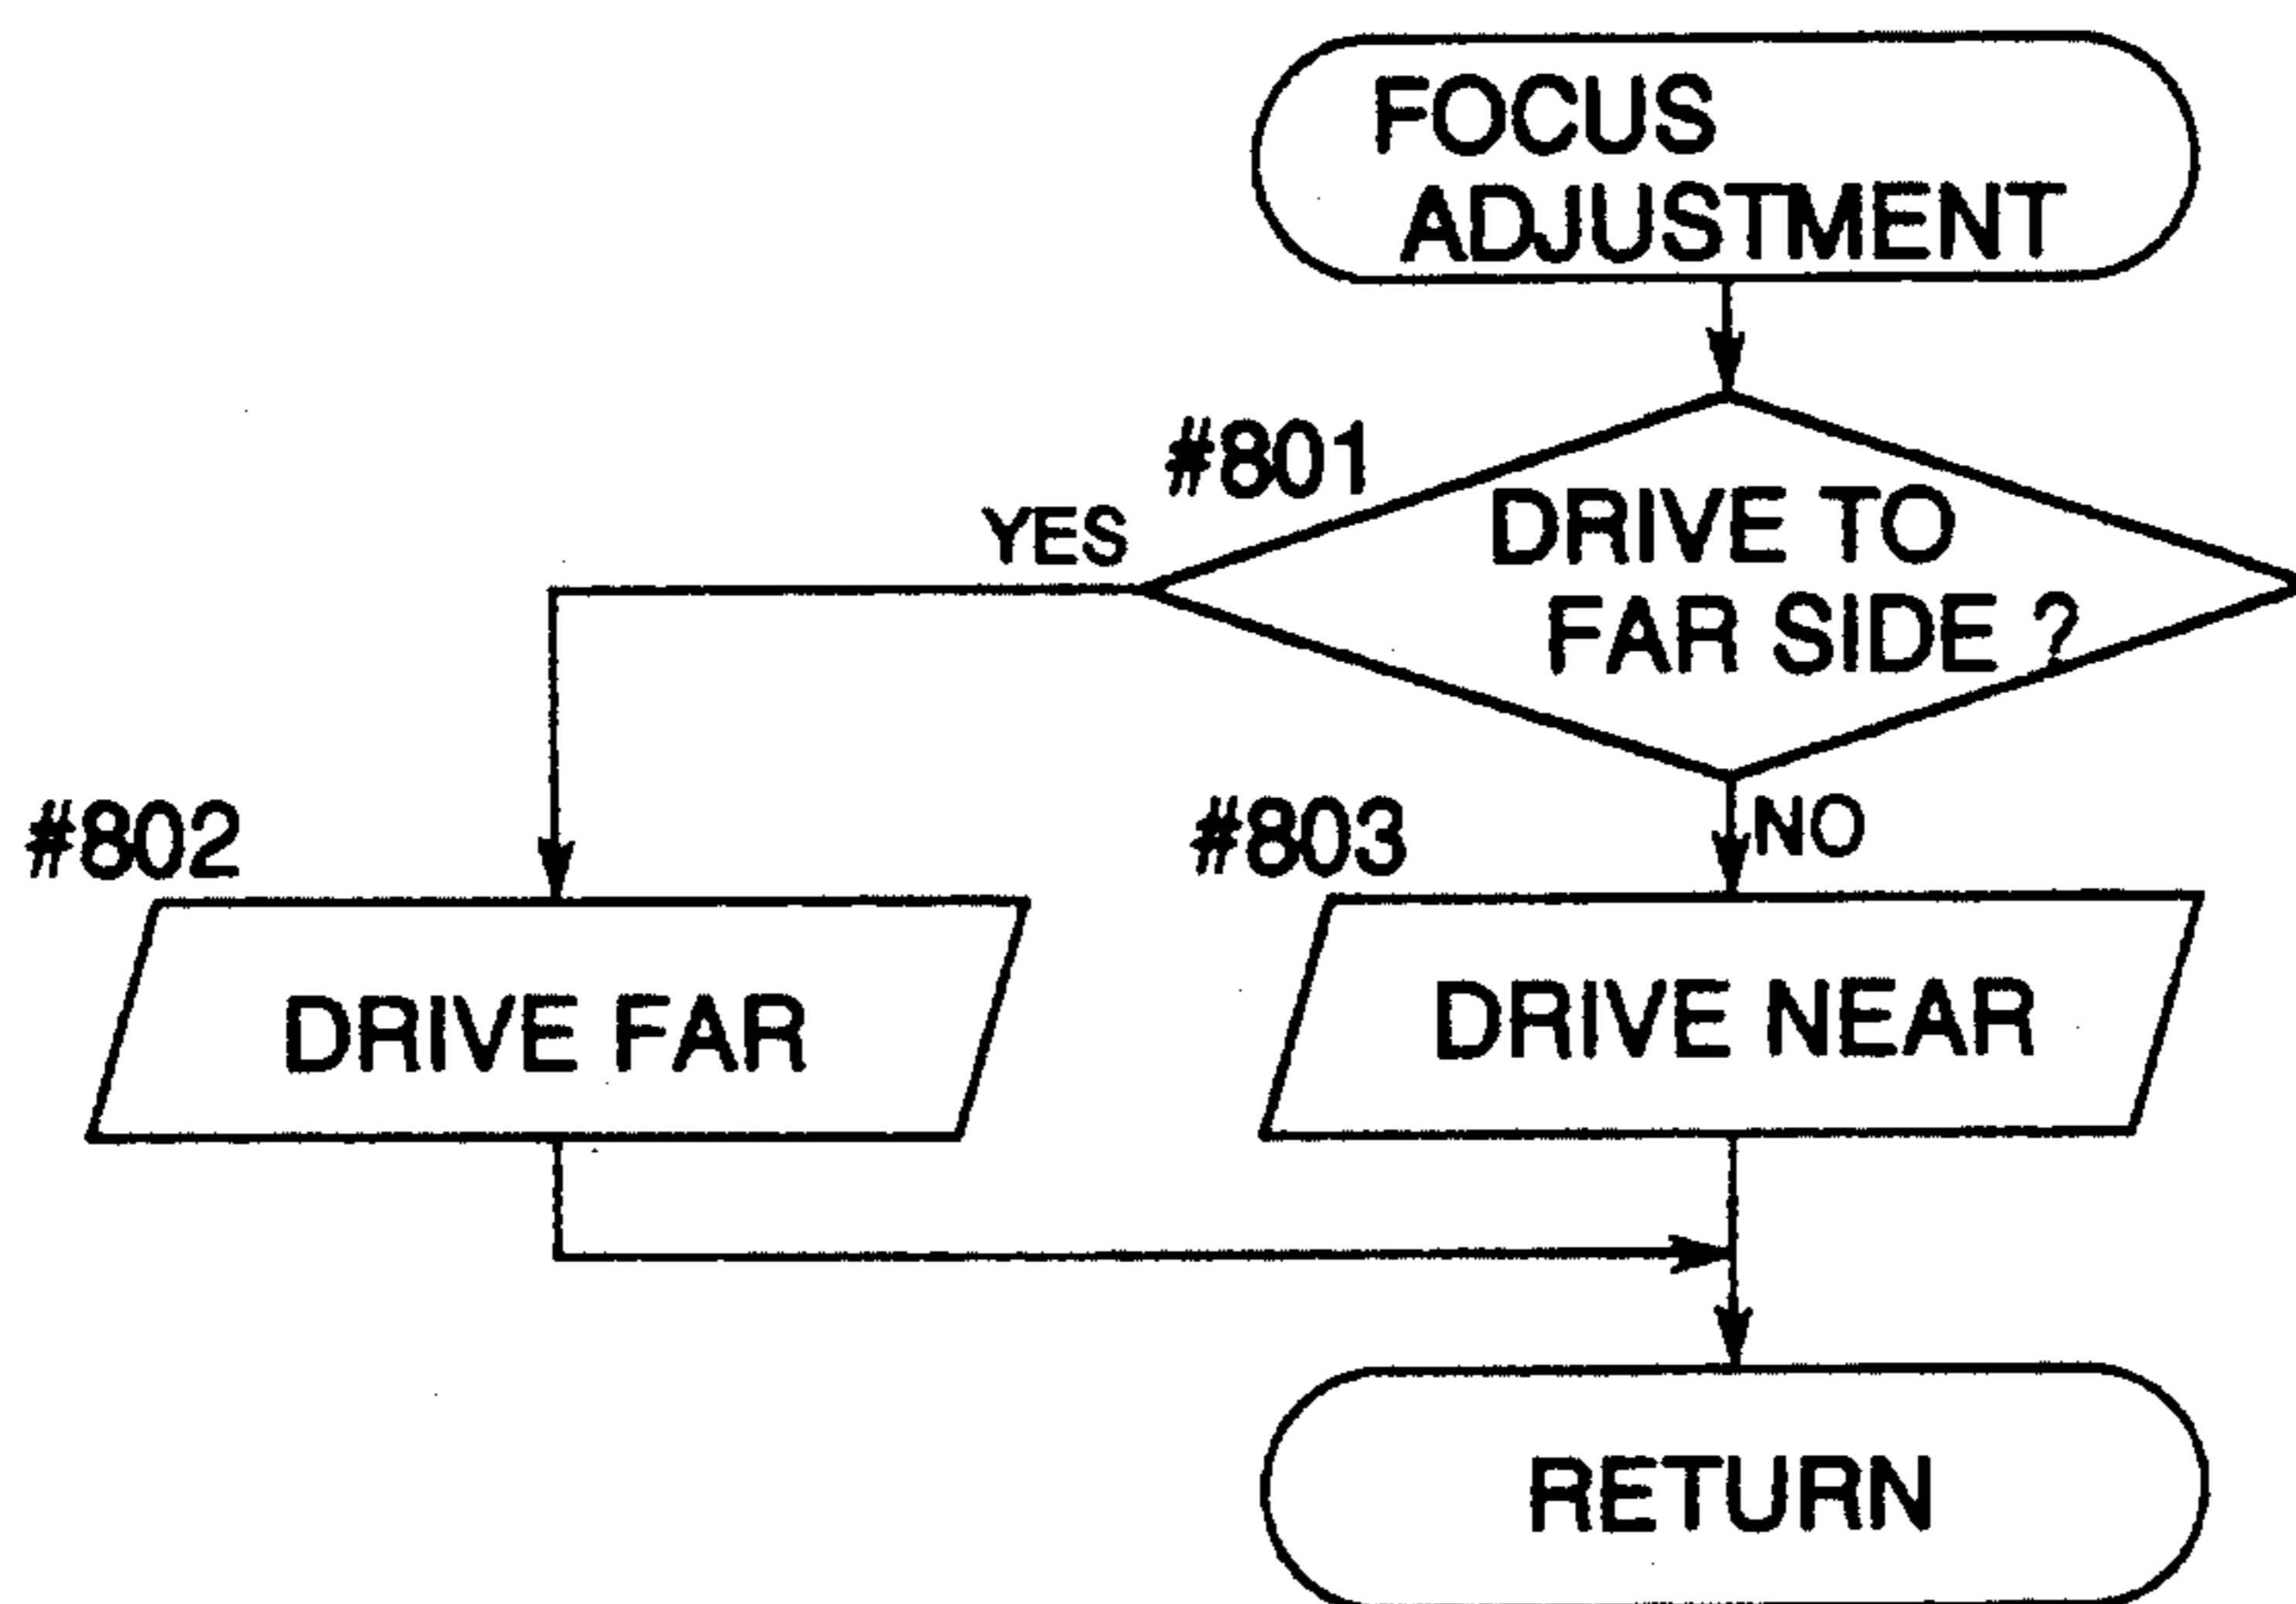 FOCUS
ADJUSTMENT
#801
YES
DRIVE TO
FAR SIDE ?
NO
#802
#803
DRIVE FAR
DRIVE NEAR
RETURN